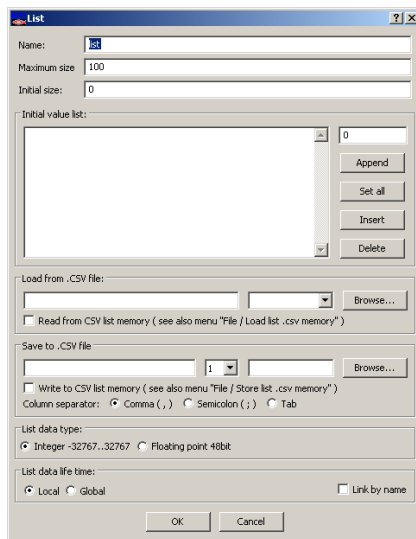 List
Name: list
Maximum size 100
Initial size: 0
Initial value list:
0
Append
Set all
Insert
Delete
Load from .CSV file:
Browse...
Read from CSV list memory ( see also menu "File / Load list .csv memory" )
Save to .CSV file
1 Browse...
Write to CSV list memory ( see also menu "File / Store list .csv memory" )
Column separator: Comma ( , ) Semicolon ( ; ) Tab
List data type:
Integer -32767..32767 Floating point 48bit
List data life time:
Local Global Link by name
OK Cancel